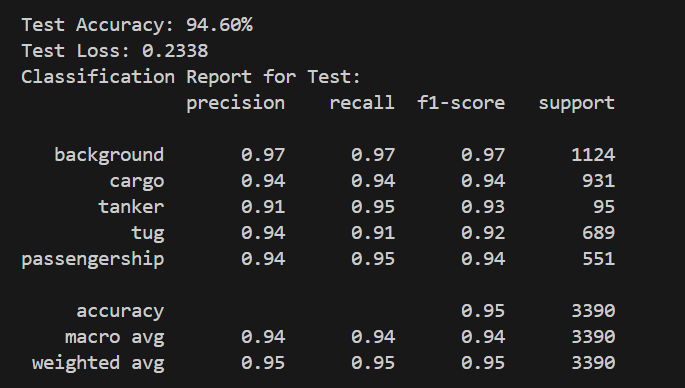 Test Accuracy: 94.60%
Test Loss: 0.2338
Classification Report for Test:
precision recall f1-score support
background 0.97 0.97 0.97 1124
cargo 0.94 0.94 0.94 931
tanker 0.91 0.95 0.93 95
tug 0.94 0.91 0.92 689
passengership 0.94 0.95 0.94 551
accuracy 0.95 3390
macro avg 0.94 0.94 0.94 3390
weighted avg 0.95 0.95 0.95 3390